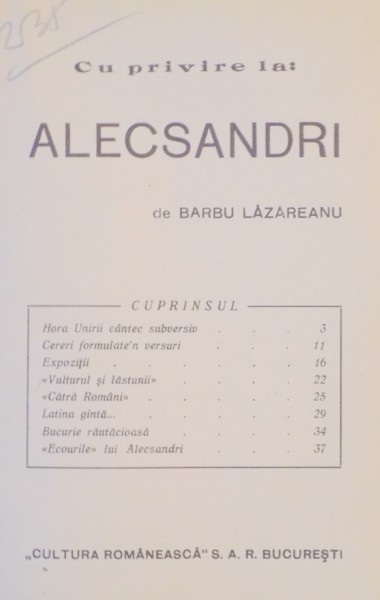 2535
Cu privire la:
ALECSANDRI
de BARBU LĂZĂREANU
CUPRINSUL
Hora Unirii cântec subversiv . . . 3
Cereri formulate'n versuri . . . 11
Expoziţii . . . . . . 16
«Vulturul şi lăstunii» . . . . 22
«Cătră Români» . . . . . 25
Latina gintă... . . . . . 29
Bucurie răutăcioasă . . . . 34
«Ecourile» lui Alecsandri . . . 37
„CULTURA ROMÂNEASCĂ" S. A. R. BUCUREŞTI